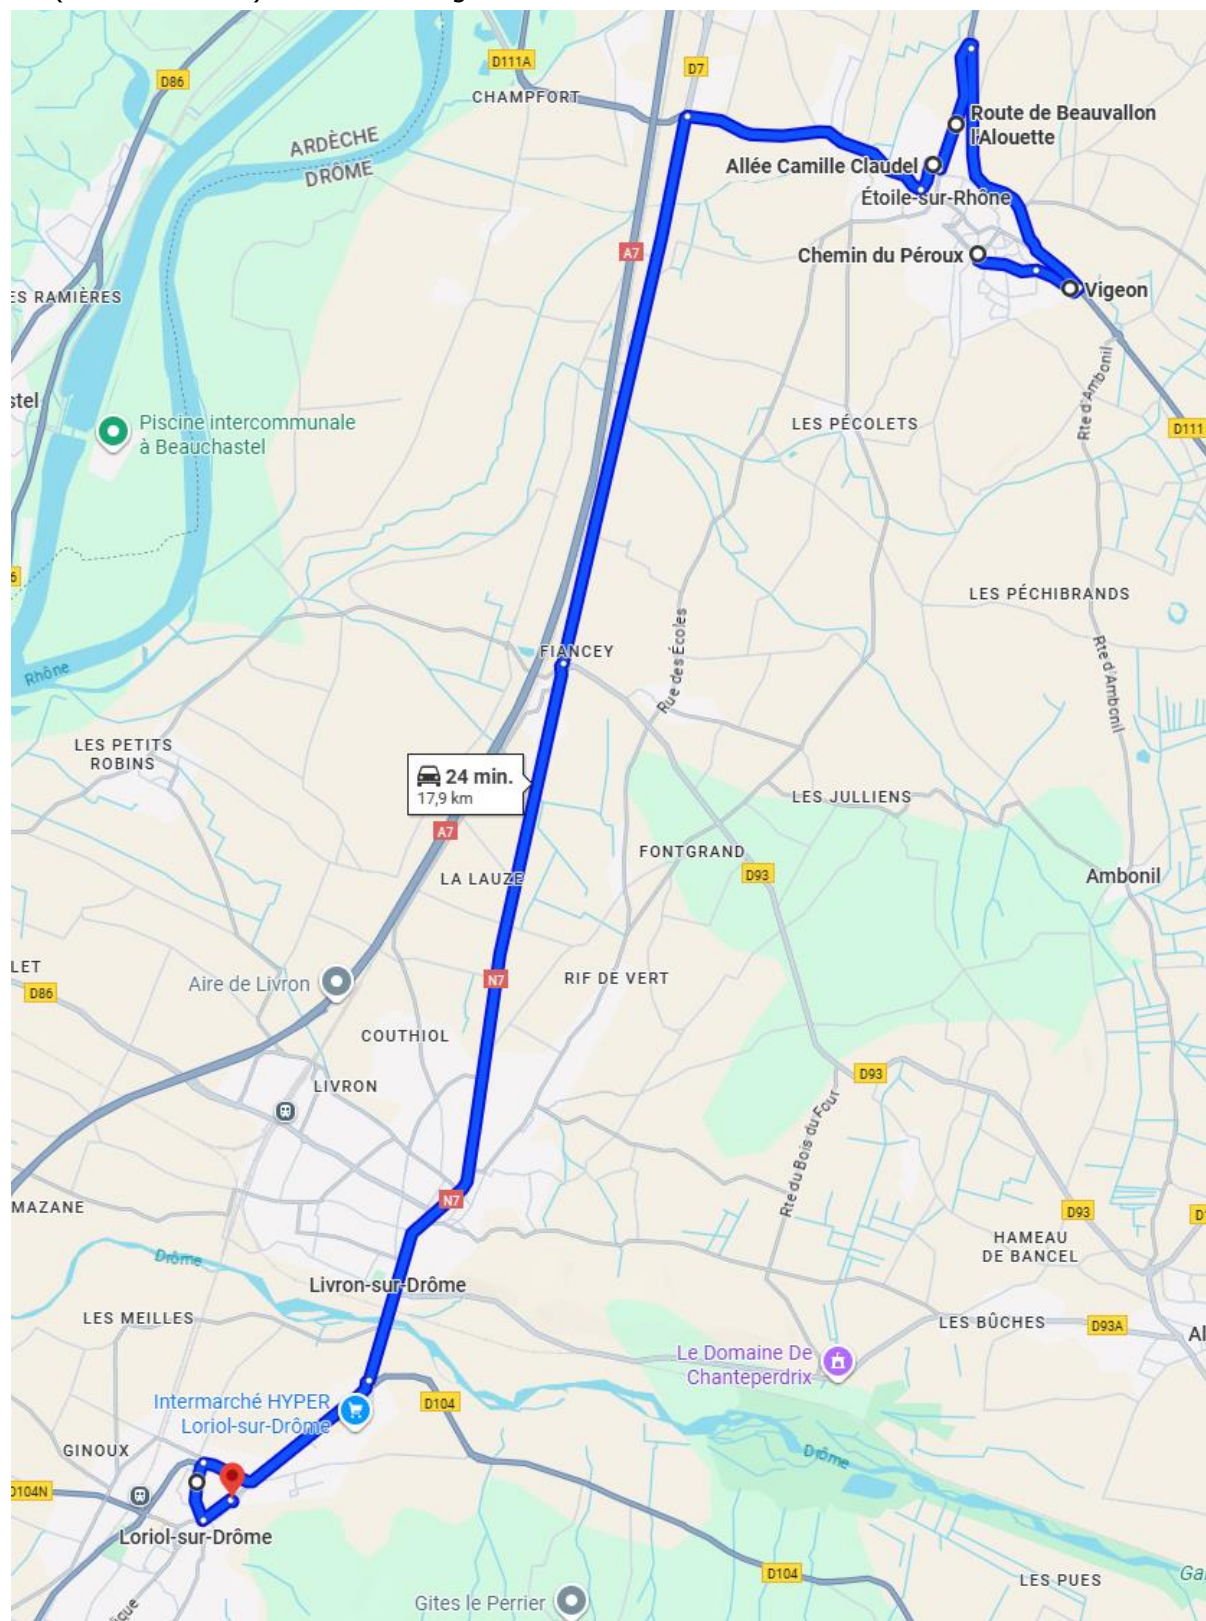 D86
D111A
D7
CHAMPFORT
Route de Beauvallon
l'Alouette
ARDÈCHE
DRÔME
Allée Camille Claudel
Étoile-sur-Rhône
A7
Chemin du Péroux
Vigeon
ES RAMIÈRES
Rte d'Ambonil
stel
Piscine intercommunale
à Beauchastel
LES PÉCOLETS
D111
6
LES PÉCHIBRANDS
Rhône
FIANCEY
Rue des Écoles
Rte d'Ambonil
LES PETITS
ROBINS
24 min.
17,9 km
LES JULLIENS
A7
FONTGRAND
LA LAUZE
D93
Ambonil
LET
D86
Aire de Livron
N7
RIF DE VERT
COUTHIOL
LIVRON
D93
Rte du Bois du Four
MAZANE
N7
D93
HAMEAU
DE BANCEL
Drôme
Livron-sur-Drôme
LES MEILLES
LES BÛCHES
D93A
Al
Le Domaine De
Chanteperdrix
Intermarché HYPER
Loriol-sur-Drôme
D104
GINOUX
Drôme
D104N
Loriol-sur-Drôme
D104
LES PUES
Gites le Perrier